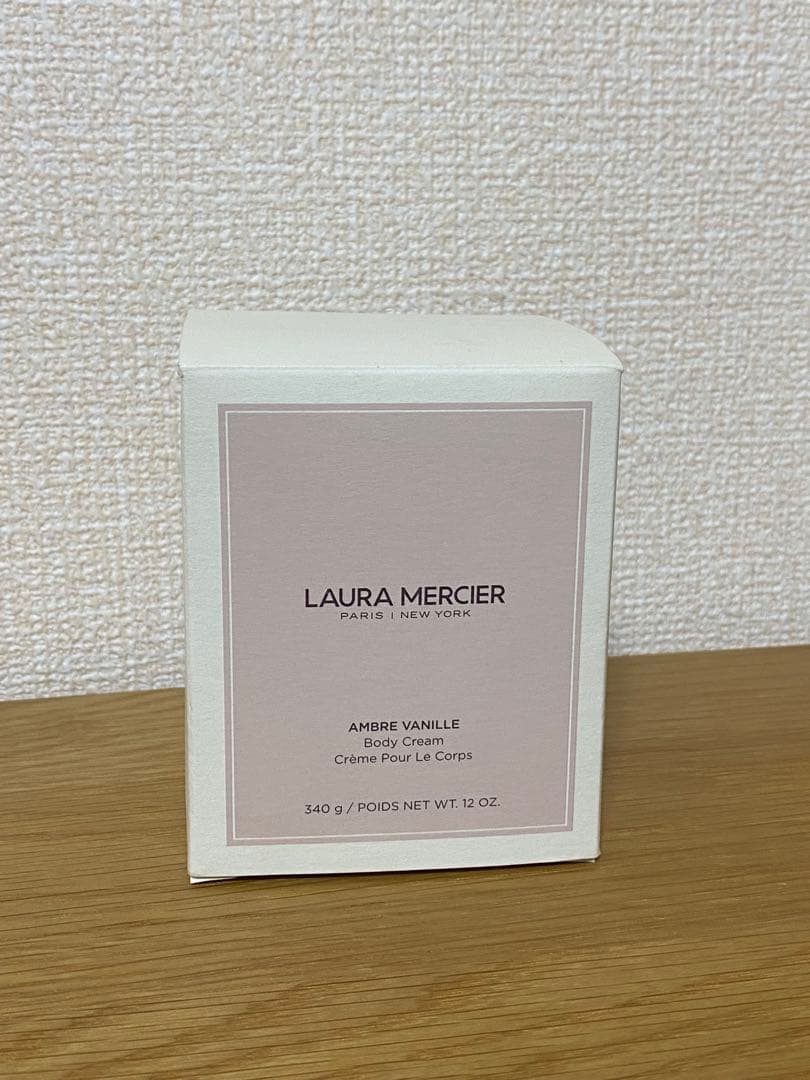 LAURA MERCIER
PARIS | NEW YORK
AMBRE VANILLE
Body Cream
Crème Pour Le Corps
340 g / POIDS NET WT. 12 OZ.